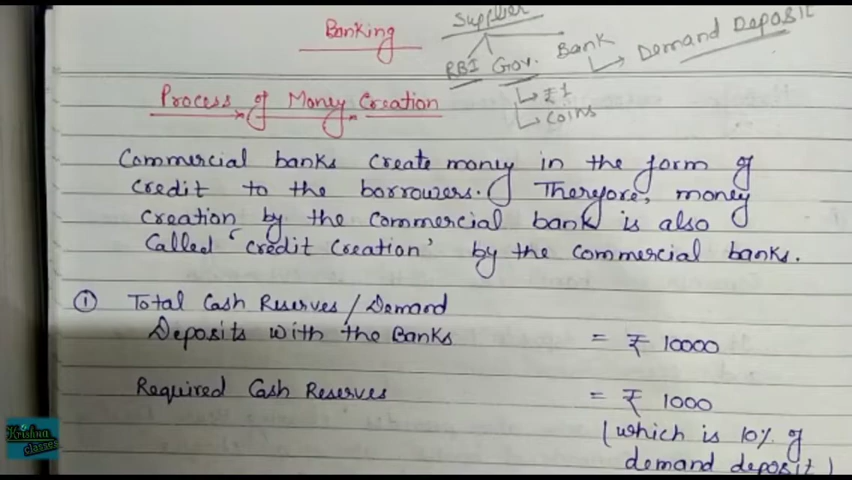 Banking
Supplier
RBI Gov. Bank
Demand Deposit
₹1
Coins
Process of Money Creation
Commercial banks create money in the form of
credit to the borrowers. Therefore, money
creation by the commercial bank is also
called 'credit creation' by the commercial banks.
① Total Cash Reserves / Demand
Deposits with the Banks = ₹ 10000
Required Cash Reserves = ₹ 1000
(which is 10% of
demand deposit)
Krishna
classes